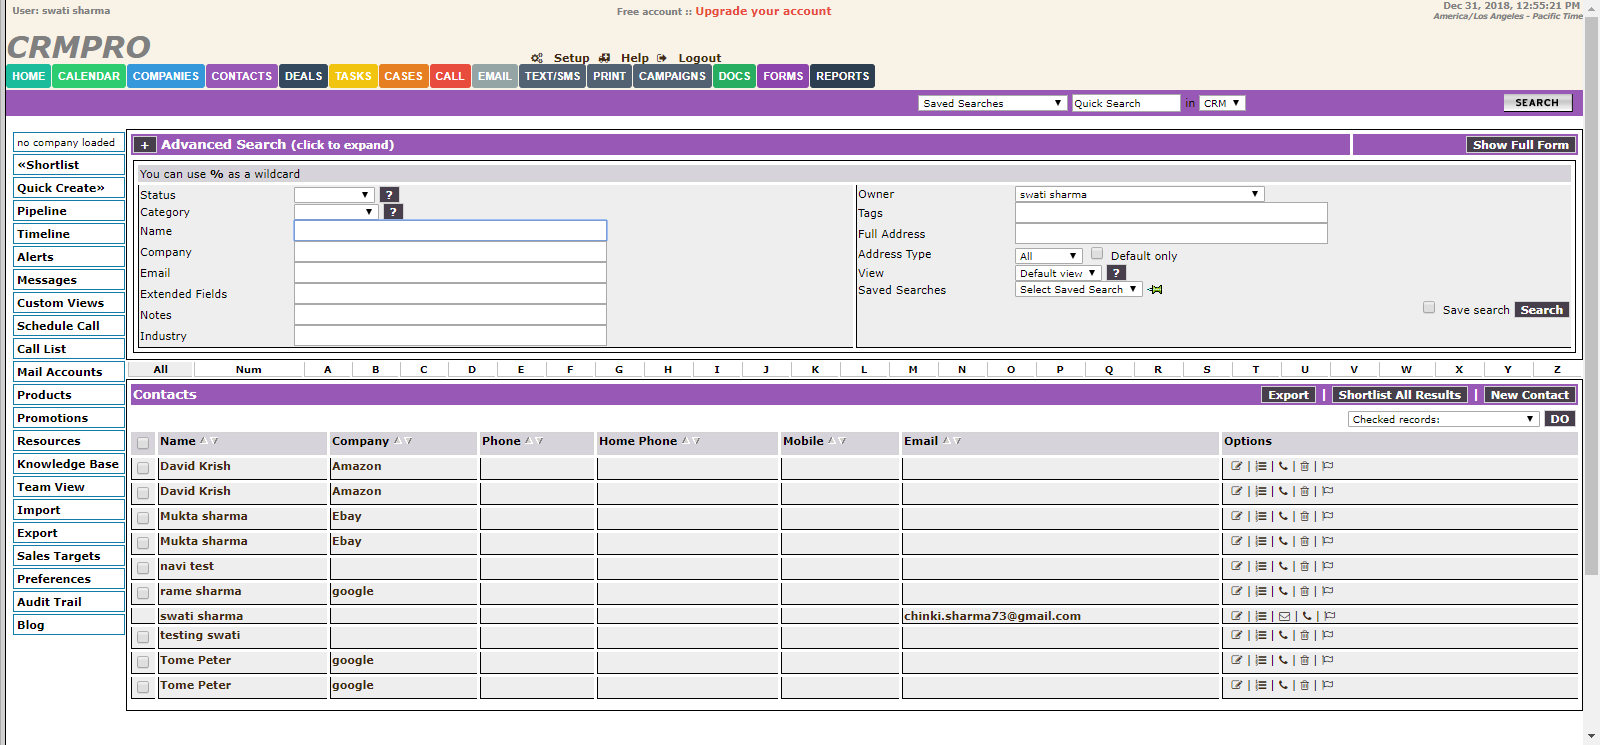 User: swati sharma
Free account :: Upgrade your account
Dec 31, 2018, 12:55:21 PM
America/Los Angeles - Pacific Time
CRMPRO
Setup Help Logout
HOME CALENDAR COMPANIES CONTACTS DEALS TASKS CASES CALL EMAIL TEXT/SMS PRINT CAMPAIGNS DOCS FORMS REPORTS
Saved Searches Quick Search in CRM SEARCH
no company loaded
«Shortlist
Quick Create»
Pipeline
Timeline
Alerts
Messages
Custom Views
Schedule Call
Call List
Mail Accounts
Products
Promotions
Resources
Knowledge Base
Team View
Import
Export
Sales Targets
Preferences
Audit Trail
Blog
+ Advanced Search (click to expand) Show Full Form
You can use % as a wildcard
Status ?
Category ?
Name
Company
Email
Extended Fields
Notes
Industry
Owner swati sharma
Tags
Full Address
Address Type All Default only
View Default view ?
Saved Searches Select Saved Search
Save search Search
All Num A B C D E F G H I J K L M N O P Q R S T U V W X Y Z
Contacts Export | Shortlist All Results | New Contact
Checked records: DO
Name Company Phone Home Phone Mobile Email Options
David Krish Amazon
David Krish Amazon
Mukta sharma Ebay
Mukta sharma Ebay
navi test
rame sharma google
swati sharma chinki.sharma73@gmail.com
testing swati
Tome Peter google
Tome Peter google